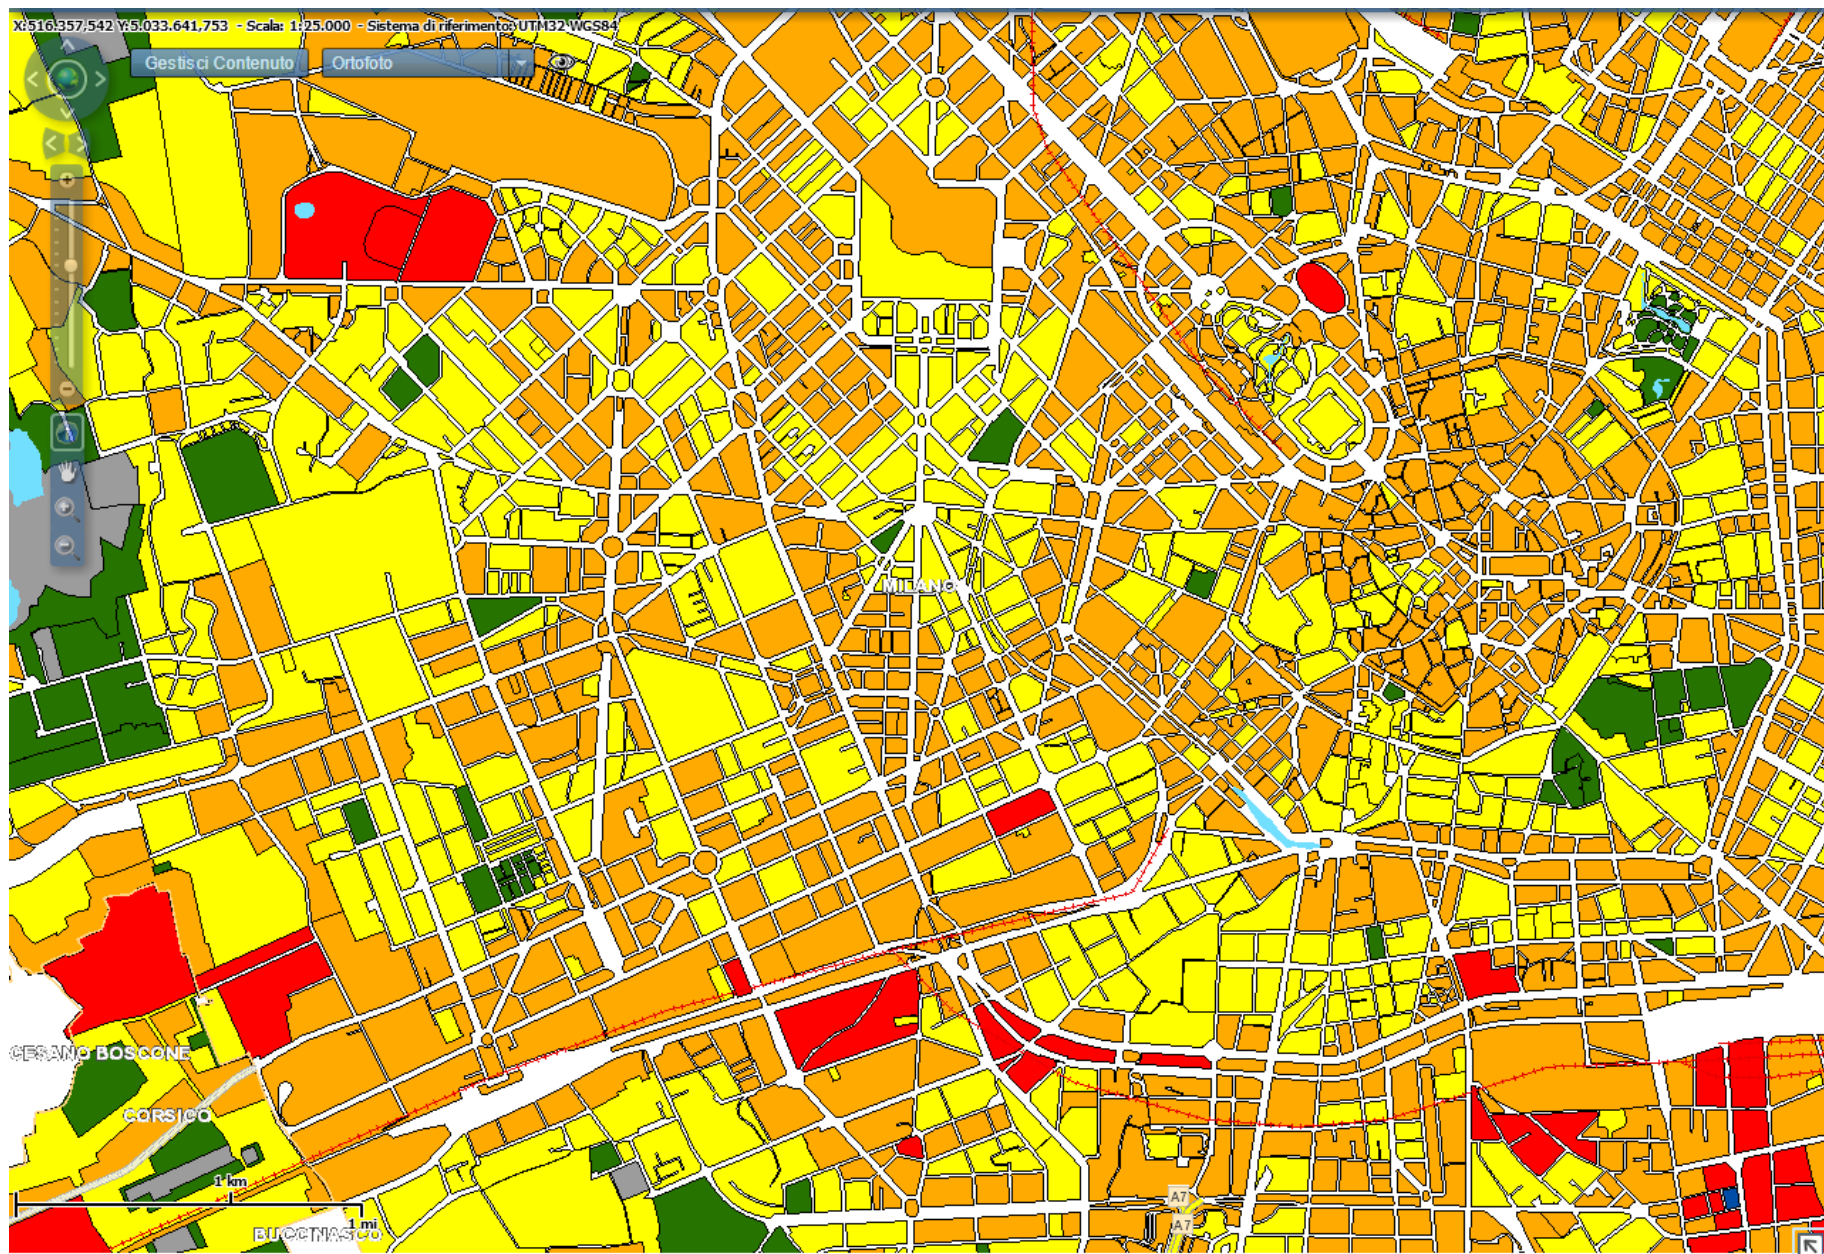 X:516.357,542 Y:5.033.641,753 - Scala: 1:25.000 - Sistema di riferimento: UTM32.WGS84
Gestisci Contenuto
Ortofoto
MILANO
CESANO BOSCONE
CORSICO
1 km
1 mi
BUCCINASCO
A7
A7